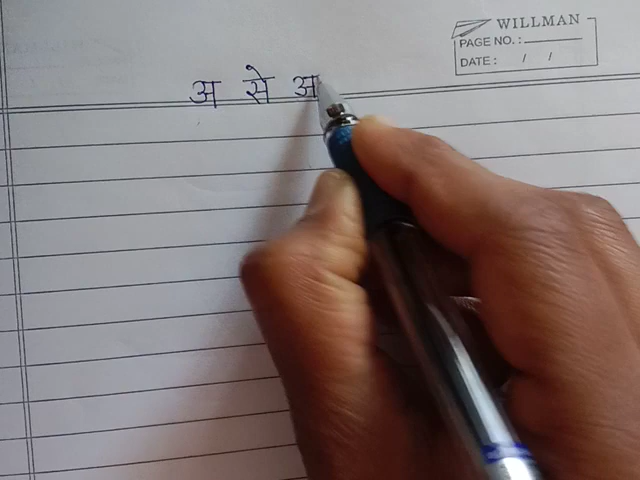 WILLMAN
PAGE NO. :
DATE : / /
अ से अ